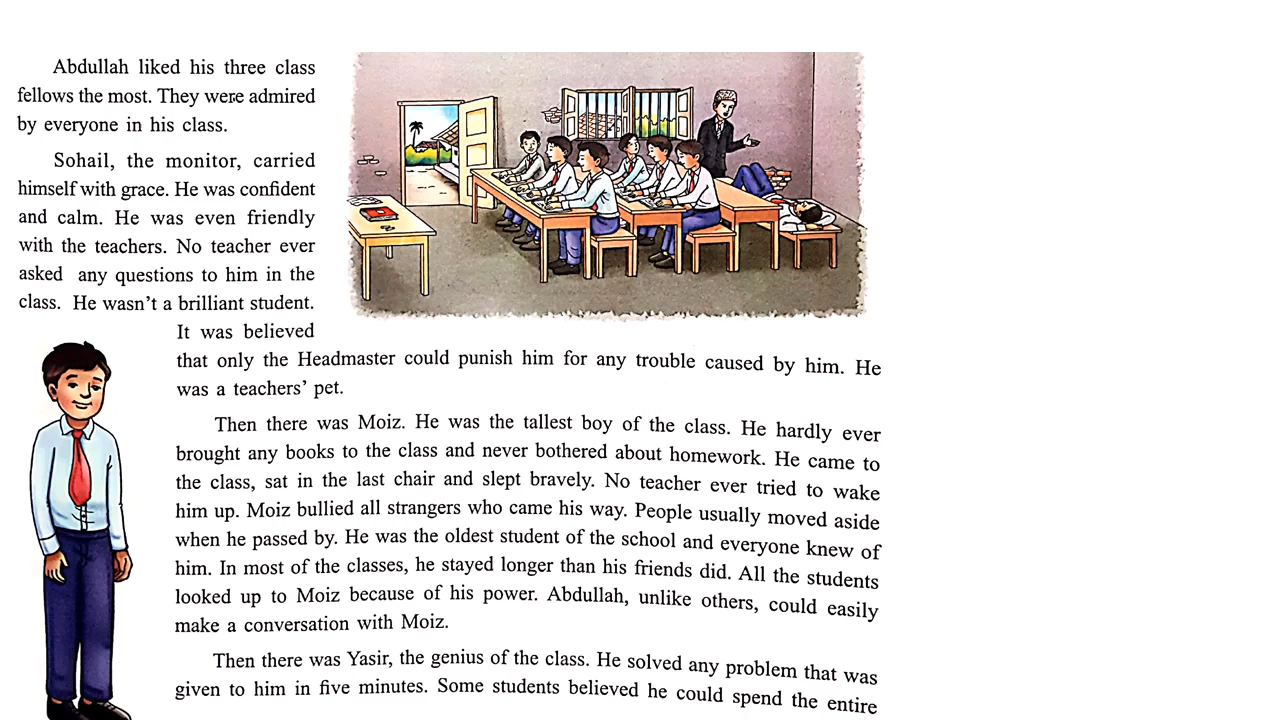 Abdullah liked his three class
fellows the most. They were admired
by everyone in his class.
Sohail, the monitor, carried
himself with grace. He was confident
and calm. He was even friendly
with the teachers. No teacher ever
asked any questions to him in the
class. He wasn't a brilliant student.
It was believed
that only the Headmaster could punish him for any trouble caused by him. He
was a teachers' pet.
Then there was Moiz. He was the tallest boy of the class. He hardly ever
brought any books to the class and never bothered about homework. He came to
the class, sat in the last chair and slept bravely. No teacher ever tried to wake
him up. Moiz bullied all strangers who came his way. People usually moved aside
when he passed by. He was the oldest student of the school and everyone knew of
him. In most of the classes, he stayed longer than his friends did. All the students
looked up to Moiz because of his power. Abdullah, unlike others, could easily
make a conversation with Moiz.
Then there was Yasir, the genius of the class. He solved any problem that was
given to him in five minutes. Some students believed he could spend the entire